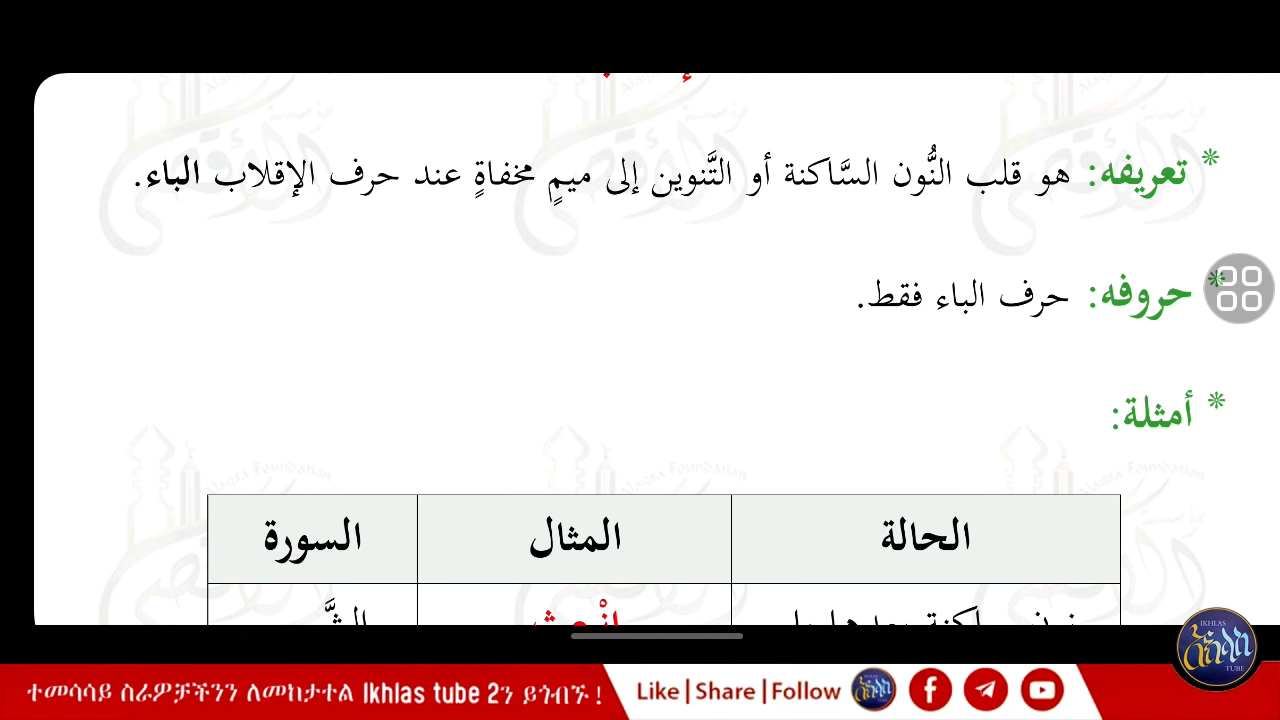 * تعريفه: هو قلب النُّون السَّاكنة أو التَّنوين إلى ميمٍ مخفاةٍ عند حرف الإقلاب الباء.
* حروفه: حرف الباء فقط.
* أمثلة:
الحالة المثال السورة
ተመሳሳይ ስራዎቻችንን ለመከታተል Ikhlas tube 2ን ይጎብኙ !
Like | Share | Follow
IKHLAS
TUBE